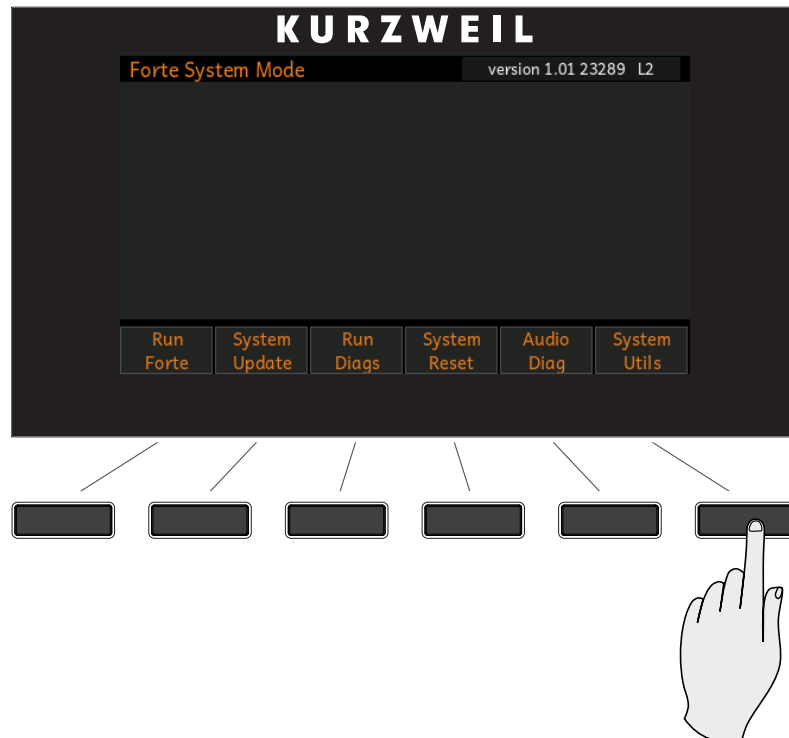 KURZWEIL
Forte System Mode version 1.01 23289 L2
Run Forte
System Update
Run Diags
System Reset
Audio Diag
System Utils